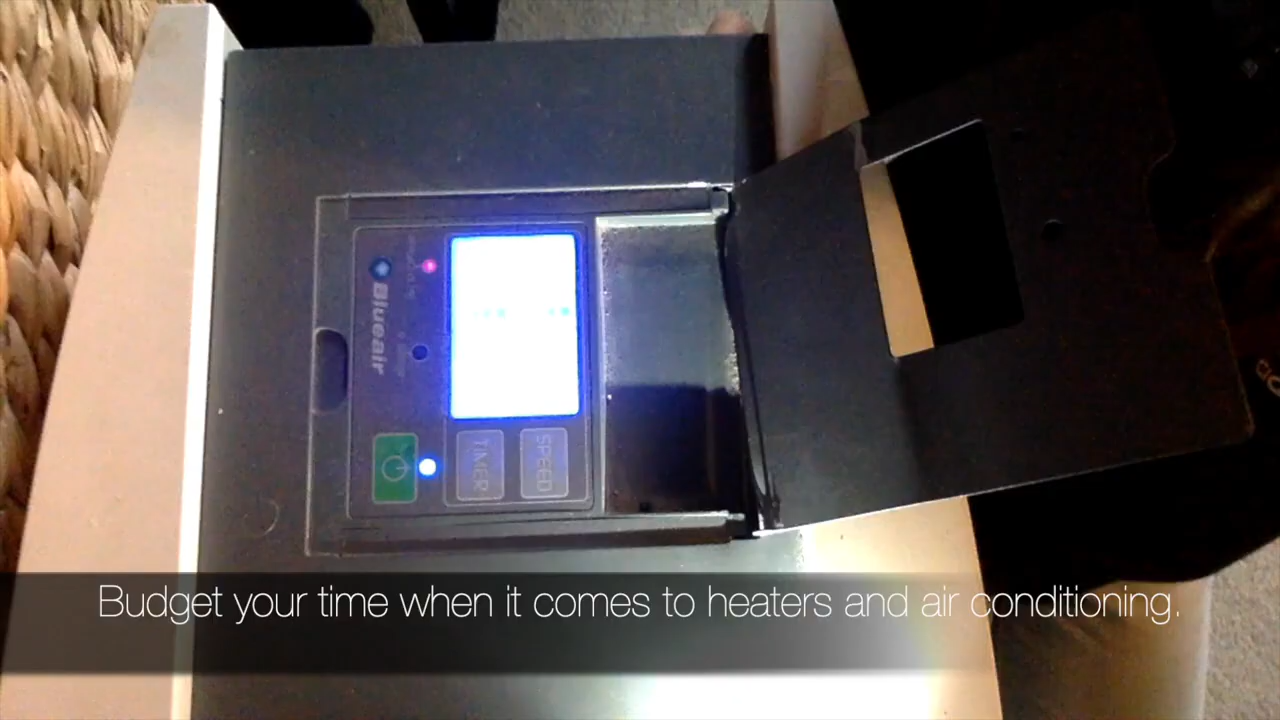 Blueair
TIMER
SPEED
Budget your time when it comes to heaters and air conditioning.